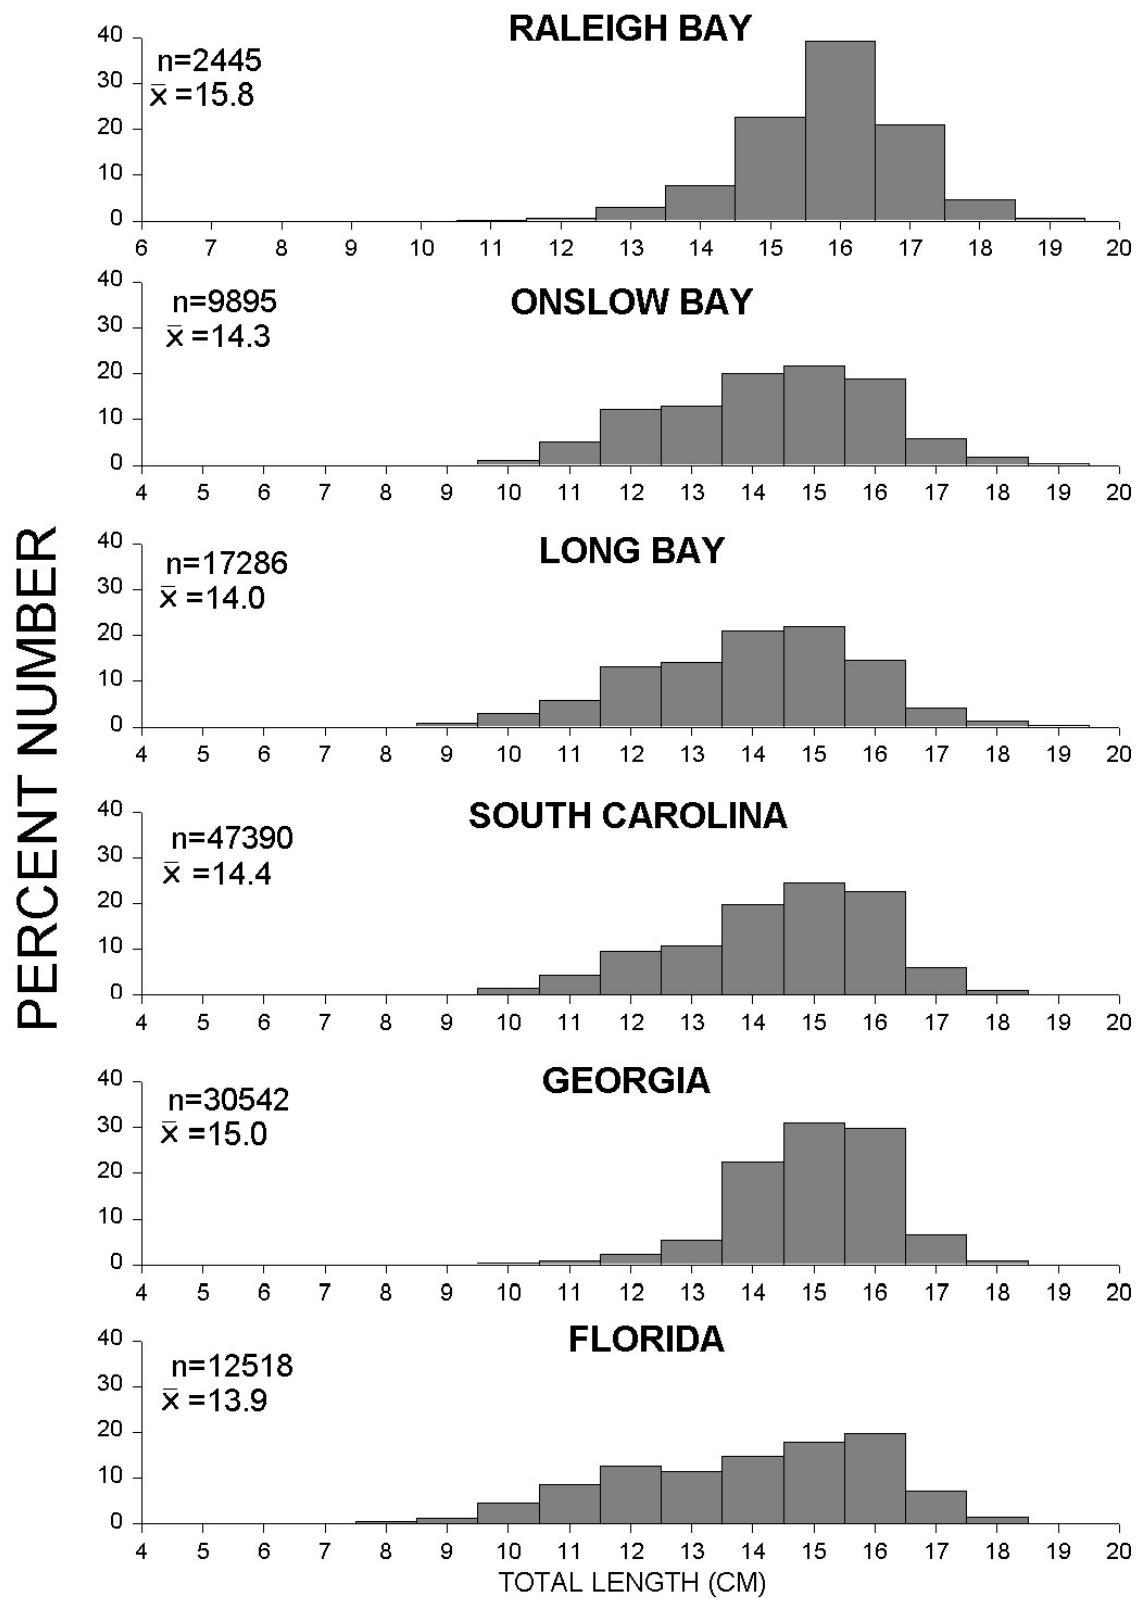 RALEIGH BAY
n=2445
x̄ =15.8
40
30
20
10
0
6 7 8 9 10 11 12 13 14 15 16 17 18 19 20
ONSLOW BAY
n=9895
x̄ =14.3
40
30
20
10
0
4 5 6 7 8 9 10 11 12 13 14 15 16 17 18 19 20
LONG BAY
n=17286
x̄ =14.0
40
30
20
10
0
4 5 6 7 8 9 10 11 12 13 14 15 16 17 18 19 20
PERCENT NUMBER
SOUTH CAROLINA
n=47390
x̄ =14.4
40
30
20
10
0
4 5 6 7 8 9 10 11 12 13 14 15 16 17 18 19 20
GEORGIA
n=30542
x̄ =15.0
40
30
20
10
0
4 5 6 7 8 9 10 11 12 13 14 15 16 17 18 19 20
FLORIDA
n=12518
x̄ =13.9
40
30
20
10
0
4 5 6 7 8 9 10 11 12 13 14 15 16 17 18 19 20
TOTAL LENGTH (CM)